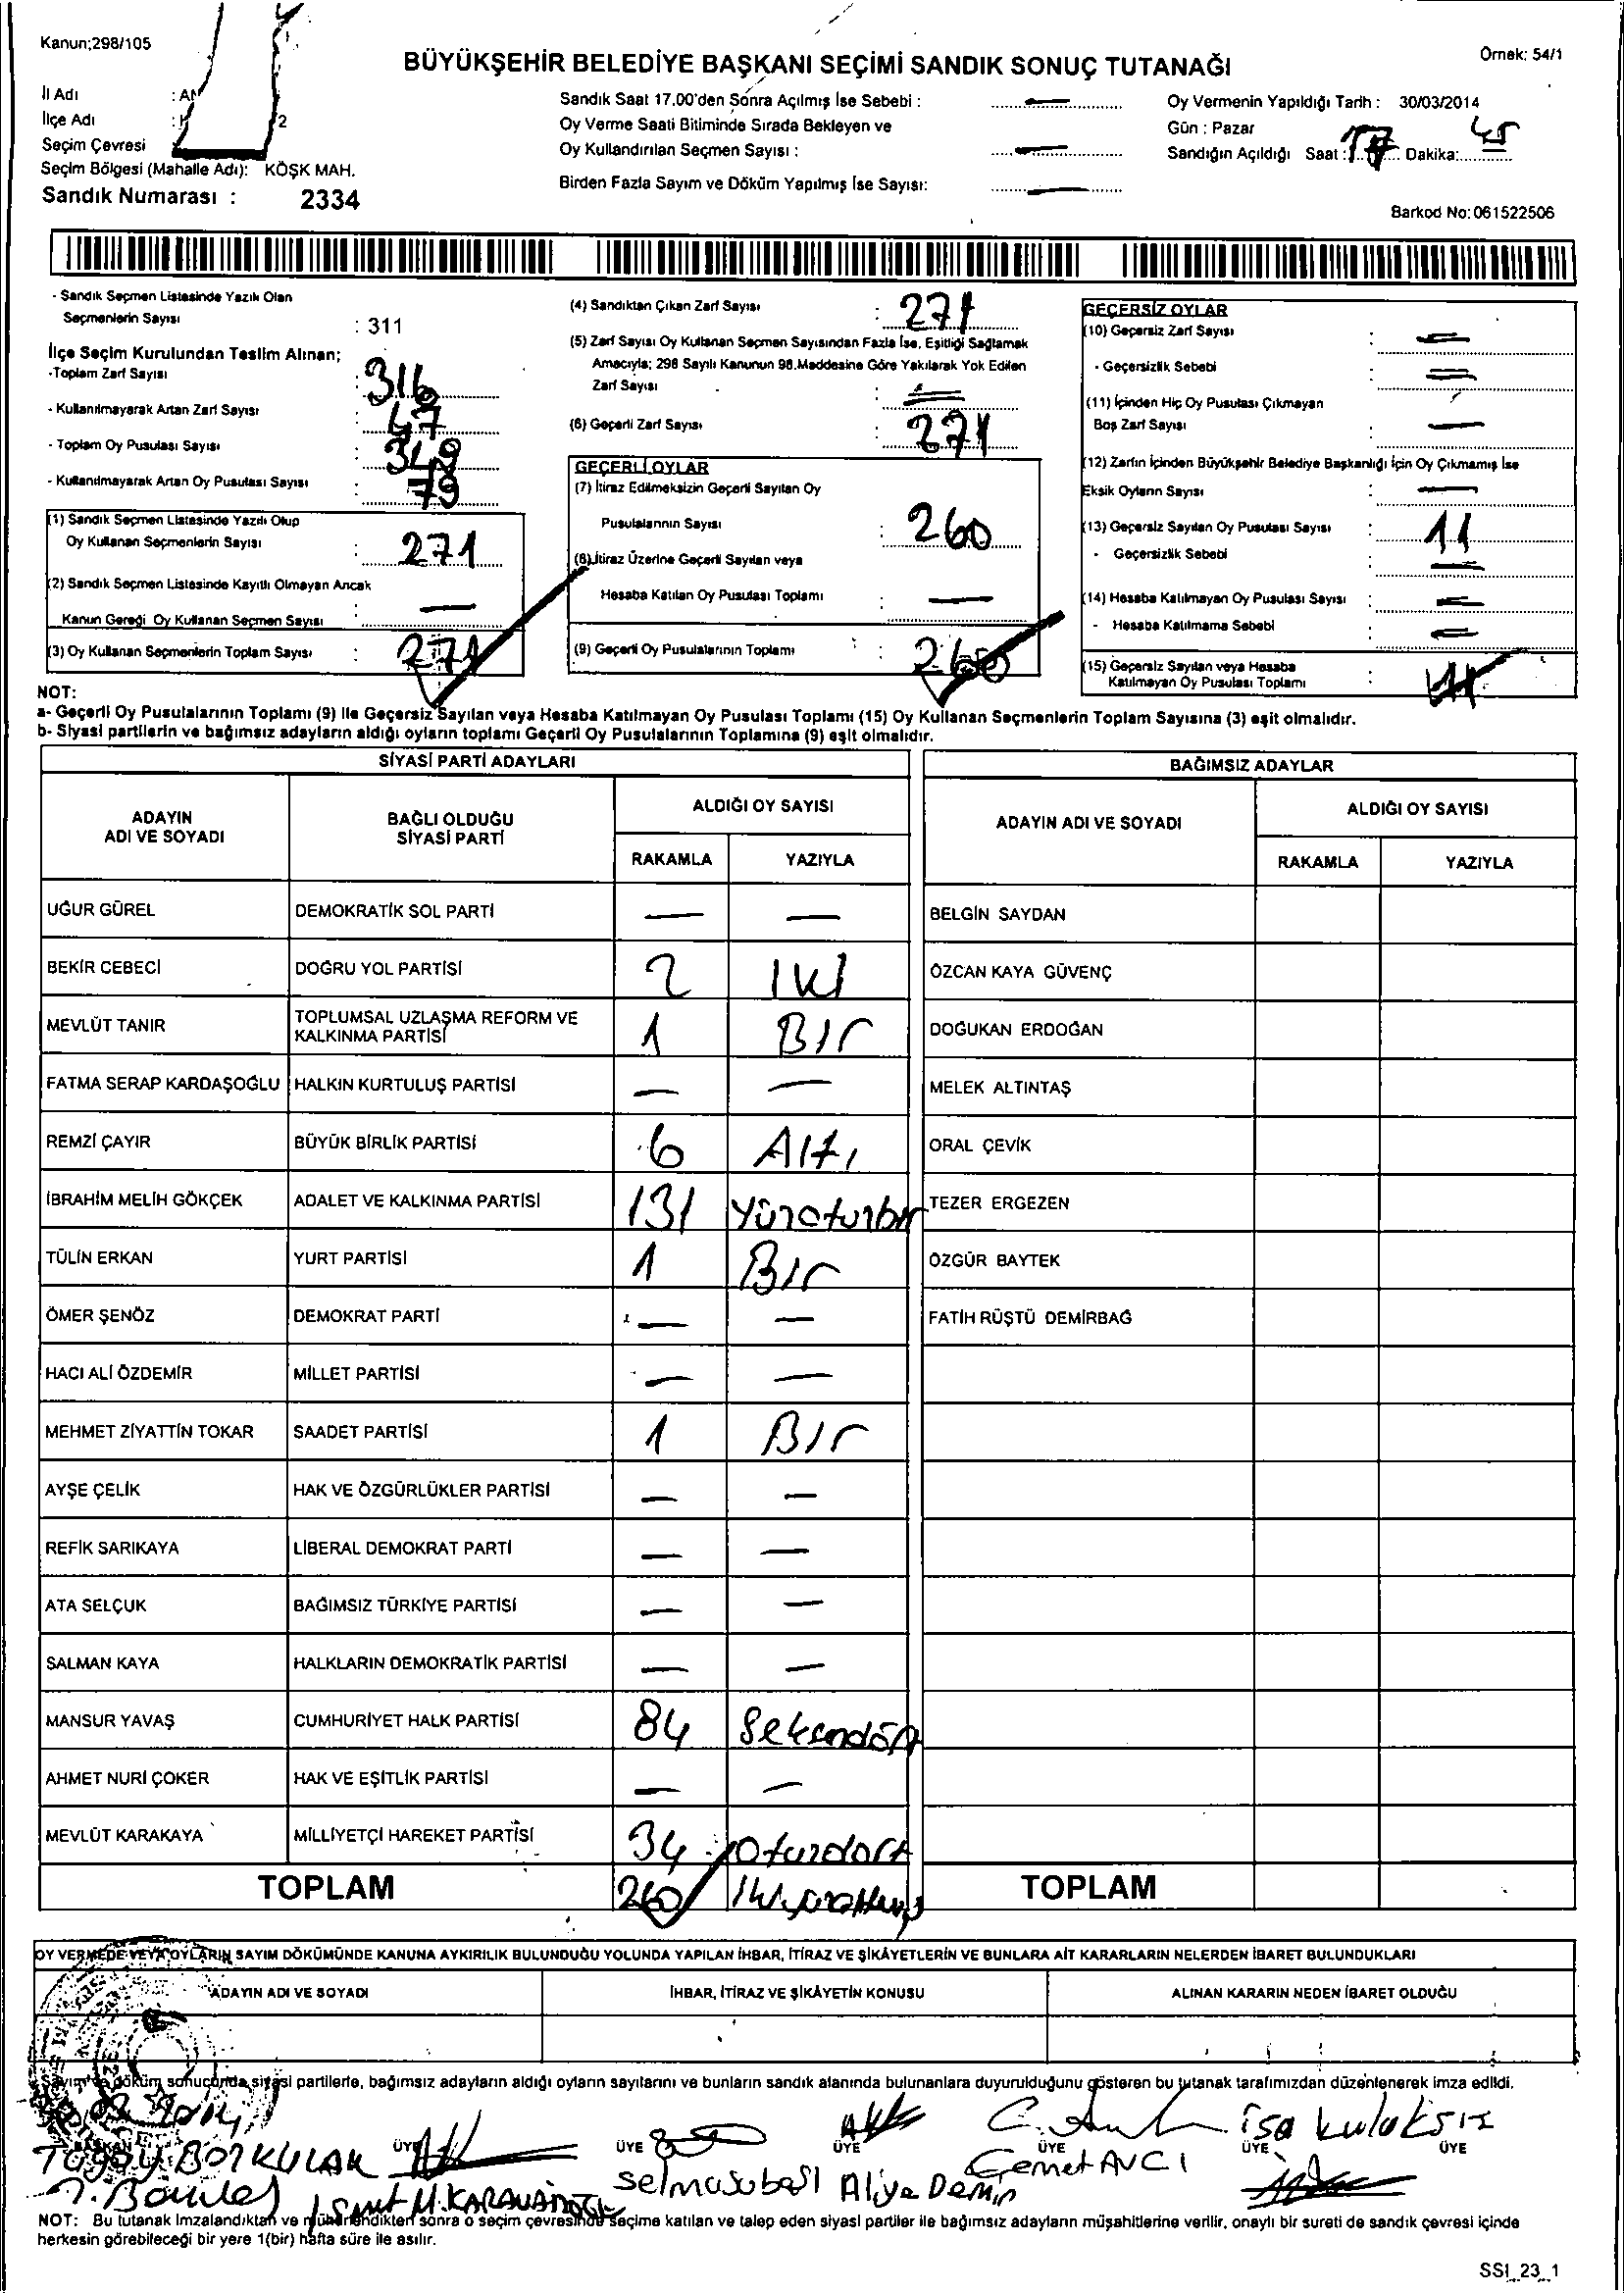 Kanun;298/105
Örnek: 54/1
BÜYÜKŞEHİR BELEDİYE BAŞKANI SEÇİMİ SANDIK SONUÇ TUTANAĞI
İl Adı :
İlçe Adı : 2
Seçim Çevresi
Seçim Bölgesi (Mahalle Adı): KÖŞK MAH.
Sandık Numarası : 2334
Sandık Saat 17.00'den Sonra Açılmış İse Sebebi : —
Oy Verme Saati Bitiminde Sırada Bekleyen ve
Oy Kullandırılan Seçmen Sayısı : —
Birden Fazla Sayım ve Döküm Yapılmış İse Sayısı: —
Oy Vermenin Yapıldığı Tarih : 30/03/2014
Gün : Pazar
Sandığın Açıldığı Saat : 17 Dakika: 45
Barkod No: 061522506
- Sandık Seçmen Listesinde Yazılı Olan
Seçmenlerin Sayısı : 311
İlçe Seçim Kurulundan Teslim Alınan;
-Toplam Zarf Sayısı : 316
- Kullanılmayarak Artan Zarf Sayısı : 47
- Toplam Oy Pusulası Sayısı : 349
- Kullanılmayarak Artan Oy Pusulası Sayısı : 79
(1) Sandık Seçmen Listesinde Yazılı Olup
Oy Kullanan Seçmenlerin Sayısı : 271
(2) Sandık Seçmen Listesinde Kayıtlı Olmayan Ancak
Kanun Gereği Oy Kullanan Seçmen Sayısı : —
(3) Oy Kullanan Seçmenlerin Toplam Sayısı : 271
(4) Sandıktan Çıkan Zarf Sayısı : 271
(5) Zarf Sayısı Oy Kullanan Seçmen Sayısından Fazla İse, Eşitliği Sağlamak
Amacıyla; 298 Sayılı Kanunun 98.Maddesine Göre Yakılarak Yok Edilen
Zarf Sayısı : =
(6) Geçerli Zarf Sayısı : 271
GEÇERLİ OYLAR
(7) İtiraz Edilmeksizin Geçerli Sayılan Oy
Pusulalarının Sayısı : 260
(8) İtiraz Üzerine Geçerli Sayılan veya
Hesaba Katılan Oy Pusulası Toplamı : —
(9) Geçerli Oy Pusulalarının Toplamı : 260
GEÇERSİZ OYLAR
(10) Geçersiz Zarf Sayısı : =
- Geçersizlik Sebebi : =
(11) İçinden Hiç Oy Pusulası Çıkmayan
Boş Zarf Sayısı : —
(12) Zarfın İçinden Büyükşehir Belediye Başkanlığı İçin Oy Çıkmamış İse
Eksik Oyların Sayısı : —
(13) Geçersiz Sayılan Oy Pusulası Sayısı : 11
- Geçersizlik Sebebi : =
(14) Hesaba Katılmayan Oy Pusulası Sayısı : =
- Hesaba Katılmama Sebebi : =
(15) Geçersiz Sayılan veya Hesaba
Katılmayan Oy Pusulası Toplamı : 11
NOT:
a- Geçerli Oy Pusulalarının Toplamı (9) ile Geçersiz Sayılan veya Hesaba Katılmayan Oy Pusulası Toplamı (15) Oy Kullanan Seçmenlerin Toplam Sayısına (3) eşit olmalıdır.
b- Siyasi partilerin ve bağımsız adayların aldığı oyların toplamı Geçerli Oy Pusulalarının Toplamına (9) eşit olmalıdır.
SİYASİ PARTİ ADAYLARI
ADAYIN ADI VE SOYADI
BAĞLI OLDUĞU SİYASİ PARTİ
ALDIĞI OY SAYISI
RAKAMLA YAZIYLA
UĞUR GÜREL DEMOKRATİK SOL PARTİ — —
BEKİR CEBECİ DOĞRU YOL PARTİSİ 2 İki
MEVLÜT TANIR TOPLUMSAL UZLAŞMA REFORM VE KALKINMA PARTİSİ 1 Bir
FATMA SERAP KARDAŞOĞLU HALKIN KURTULUŞ PARTİSİ — —
REMZİ ÇAYIR BÜYÜK BİRLİK PARTİSİ 6 Altı
İBRAHİM MELİH GÖKÇEK ADALET VE KALKINMA PARTİSİ 131 Yüzoturbir
TÜLİN ERKAN YURT PARTİSİ 1 Bir
ÖMER ŞENÖZ DEMOKRAT PARTİ — —
HACI ALİ ÖZDEMİR MİLLET PARTİSİ — —
MEHMET ZİYATTİN TOKAR SAADET PARTİSİ 1 Bir
AYŞE ÇELİK HAK VE ÖZGÜRLÜKLER PARTİSİ — —
REFİK SARIKAYA LİBERAL DEMOKRAT PARTİ — —
ATA SELÇUK BAĞIMSIZ TÜRKİYE PARTİSİ — —
SALMAN KAYA HALKLARIN DEMOKRATİK PARTİSİ — —
MANSUR YAVAŞ CUMHURİYET HALK PARTİSİ 84 Seksendört
AHMET NURİ ÇOKER HAK VE EŞİTLİK PARTİSİ — —
MEVLÜT KARAKAYA MİLLİYETÇİ HAREKET PARTİSİ 34 Oturdört
TOPLAM 260 İkiyüzaltmış
BAĞIMSIZ ADAYLAR
ADAYIN ADI VE SOYADI
ALDIĞI OY SAYISI
RAKAMLA YAZIYLA
BELGİN SAYDAN
ÖZCAN KAYA GÜVENÇ
DOĞUKAN ERDOĞAN
MELEK ALTINTAŞ
ORAL ÇEVİK
TEZER ERGEZEN
ÖZGÜR BAYTEK
FATİH RÜŞTÜ DEMİRBAĞ
TOPLAM
OY VERMEDE VEYA OYLARIN SAYIM DÖKÜMÜNDE KANUNA AYKIRILIK BULUNDUĞU YOLUNDA YAPILAN İHBAR, İTİRAZ VE ŞİKÂYETLERİN VE BUNLARA AİT KARARLARIN NELERDEN İBARET BULUNDUKLARI
ADAYIN ADI VE SOYADI
İHBAR, İTİRAZ VE ŞİKÂYETİN KONUSU
ALINAN KARARIN NEDEN İBARET OLDUĞU
Sayım ve döküm sonucunda siyasi partilerle, bağımsız adayların aldığı oyların sayılarını ve bunların sandık alanında bulunanlara duyurulduğunu gösteren bu tutanak tarafımızdan düzenlenerek imza edildi.
2014
BAŞKAN ÜYE ÜYE ÜYE ÜYE ÜYE ÜYE
isa kulaksız
Selma Subaşı Aliye Demir Cemet AVCI
M. KARAVAİZOĞLU
NOT: Bu tutanak imzalandıktan ve mühürlendikten sonra o seçim çevresinde seçime katılan ve talep eden siyasi partiler ile bağımsız adayların müşahitlerine verilir, onaylı bir sureti de sandık çevresi içinde
herkesin görebileceği bir yere 1(bir) hafta süre ile asılır.
SSI_23_1